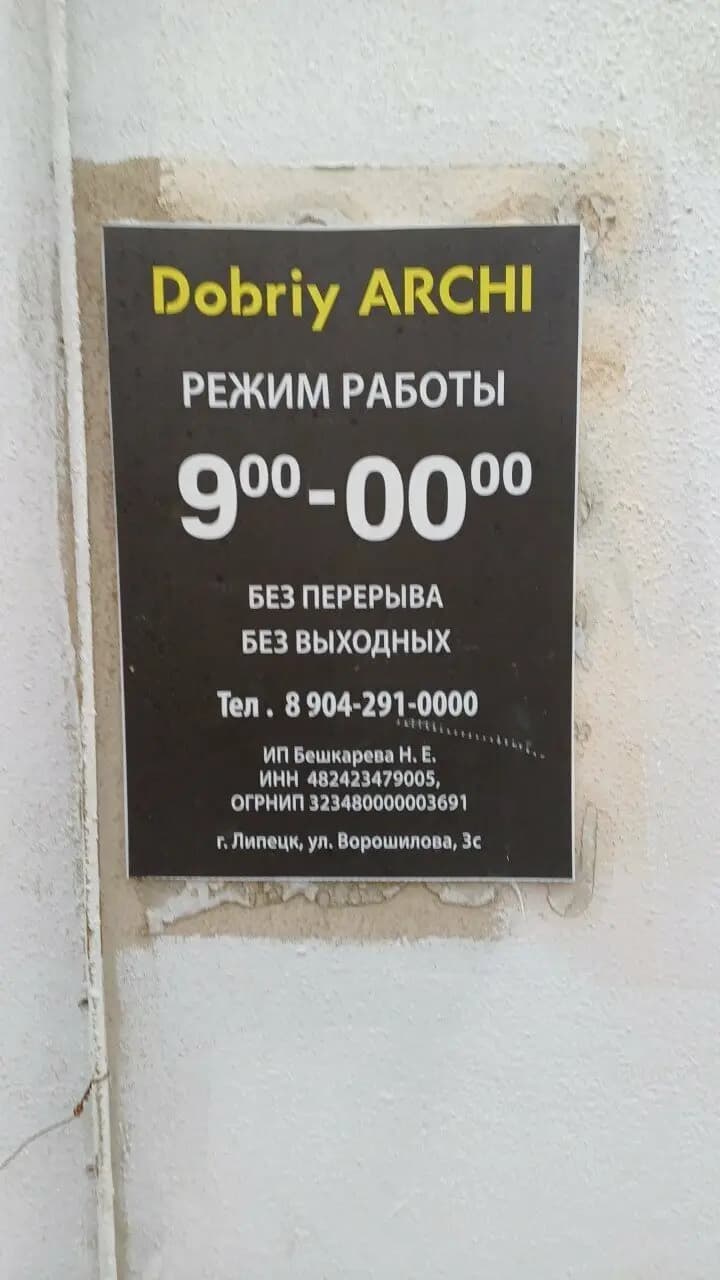 Dobriy ARCHI
РЕЖИМ РАБОТЫ
9⁰⁰-00⁰⁰
БЕЗ ПЕРЕРЫВА
БЕЗ ВЫХОДНЫХ
Тел. 8 904-291-0000
ИП Бешкарева Н. Е.
ИНН 482423479005,
ОГРНИП 323480000003691
г. Липецк, ул. Ворошилова, 3с